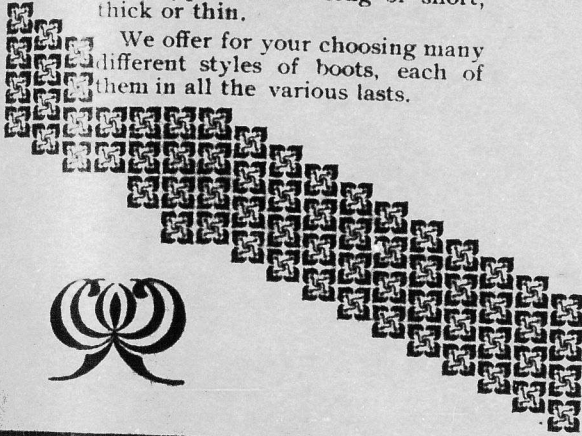 short,
thick or thin.
We offer for your choosing many
different styles of boots, each of
them in all the various lasts.